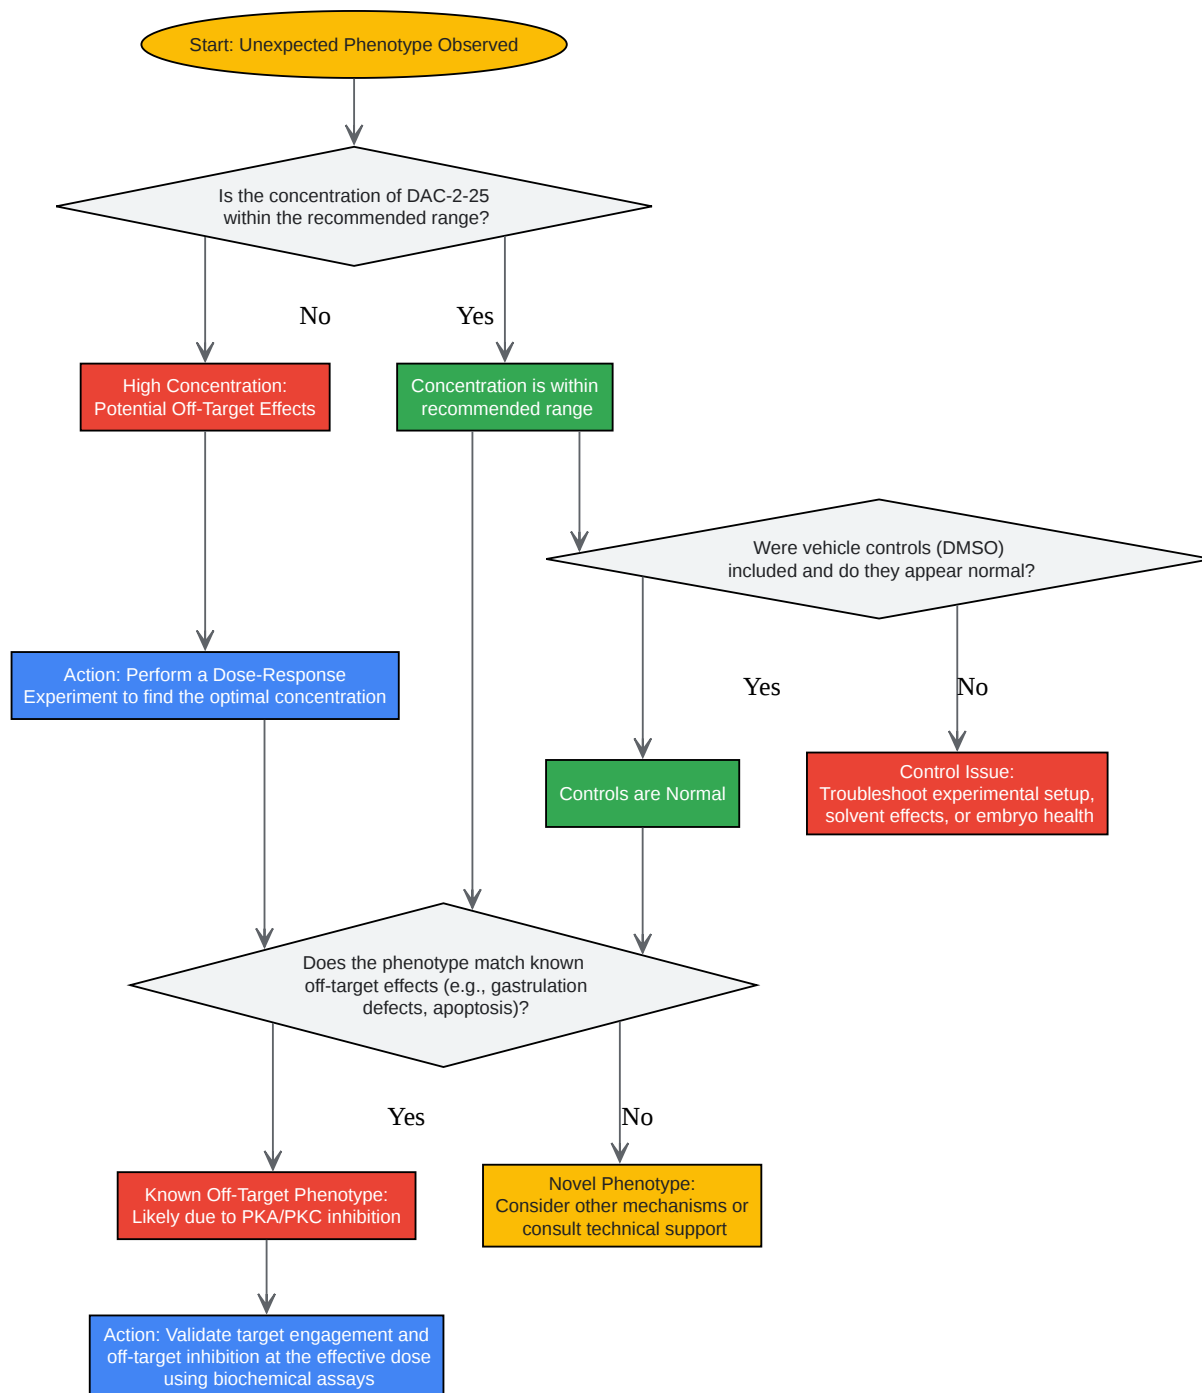 Start: Unexpected Phenotype Observed
Is the concentration of DAC-2-25
within the recommended range?
No
Yes
High Concentration:
Potential Off-Target Effects
Concentration is within
recommended range
Were vehicle controls (DMSO)
included and do they appear normal?
Action: Perform a Dose-Response
Experiment to find the optimal concentration
Yes
No
Controls are Normal
Control Issue:
Troubleshoot experimental setup,
solvent effects, or embryo health
Does the phenotype match known
off-target effects (e.g., gastrulation
defects, apoptosis)?
Yes
No
Known Off-Target Phenotype:
Likely due to PKA/PKC inhibition
Novel Phenotype:
Consider other mechanisms or
consult technical support
Action: Validate target engagement and
off-target inhibition at the effective dose
using biochemical assays